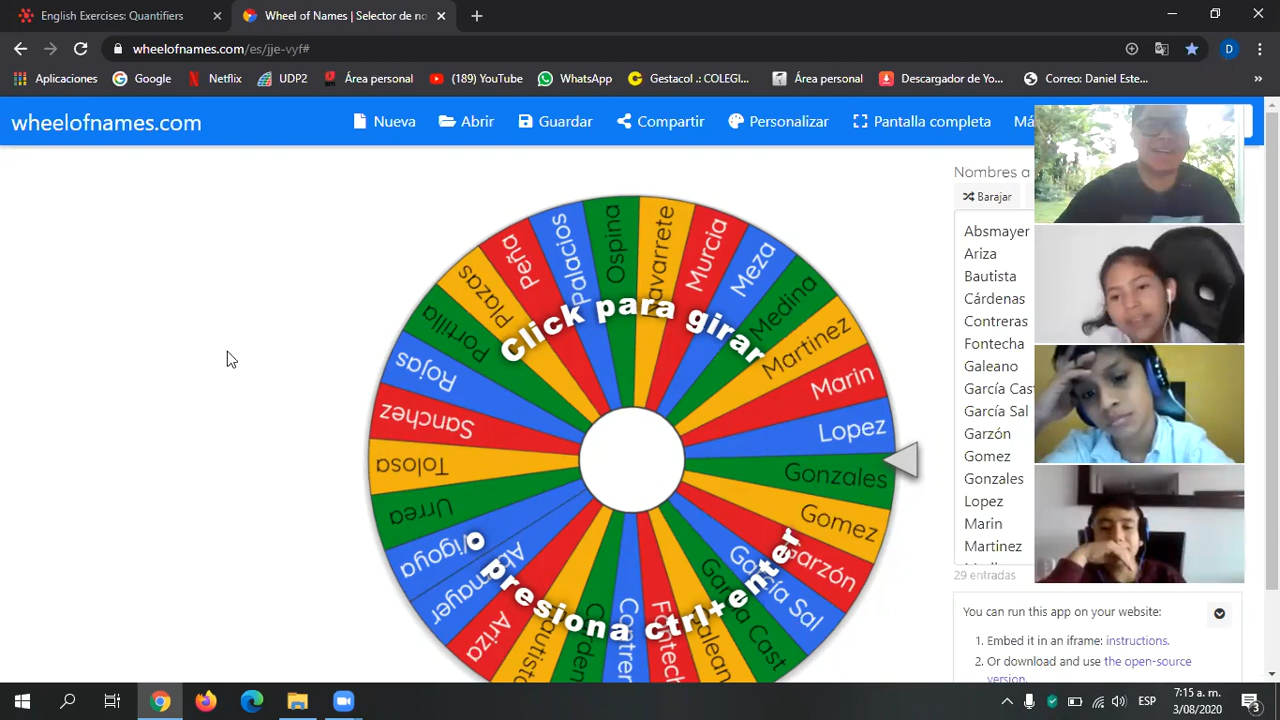 English Exercises: Quantifiers
Wheel of Names | Selector de no
wheelofnames.com/es/jje-vyf#
D
Aplicaciones
Google
Netflix
UDP2
Área personal
(189) YouTube
WhatsApp
Gestacol .: COLEGI...
Área personal
Descargador de Yo...
Correo: Daniel Este...
»
wheelofnames.com
Nueva
Abrir
Guardar
Compartir
Personalizar
Pantalla completa
Nombres a
Barajar
Absmayer
Ariza
Bautista
Cárdenas
Contreras
Fontecha
Galeano
García Cast
García Sal
Garzón
Gomez
Gonzales
Lopez
Marin
Martinez
29 entradas
You can run this app on your website:
1. Embed it in an iframe: instructions.
2. Or download and use the open-source
version.
Click para girar
o presiona ctrl+enter
Ospina
Navarrete
Murcia
Meza
Medina
Martinez
Marin
Lopez
Gonzales
Gomez
Garzón
García Sal
García Cast
Ariza
Absmayer
Vigoya
Urrea
Tolosa
Sanchez
Rojas
Portilla
Plazas
Peña
Palacios
ESP
7:15 a. m.
3/08/2020
3